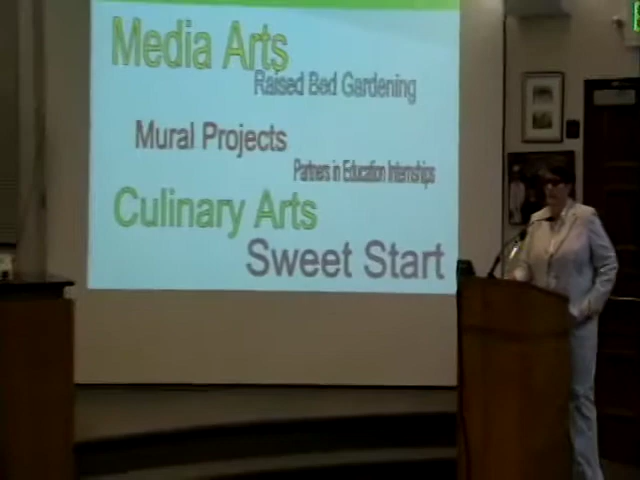 Media Arts
Raised Bed Gardening
Mural Projects
Partners in Education Internships
Culinary Arts
Sweet Start